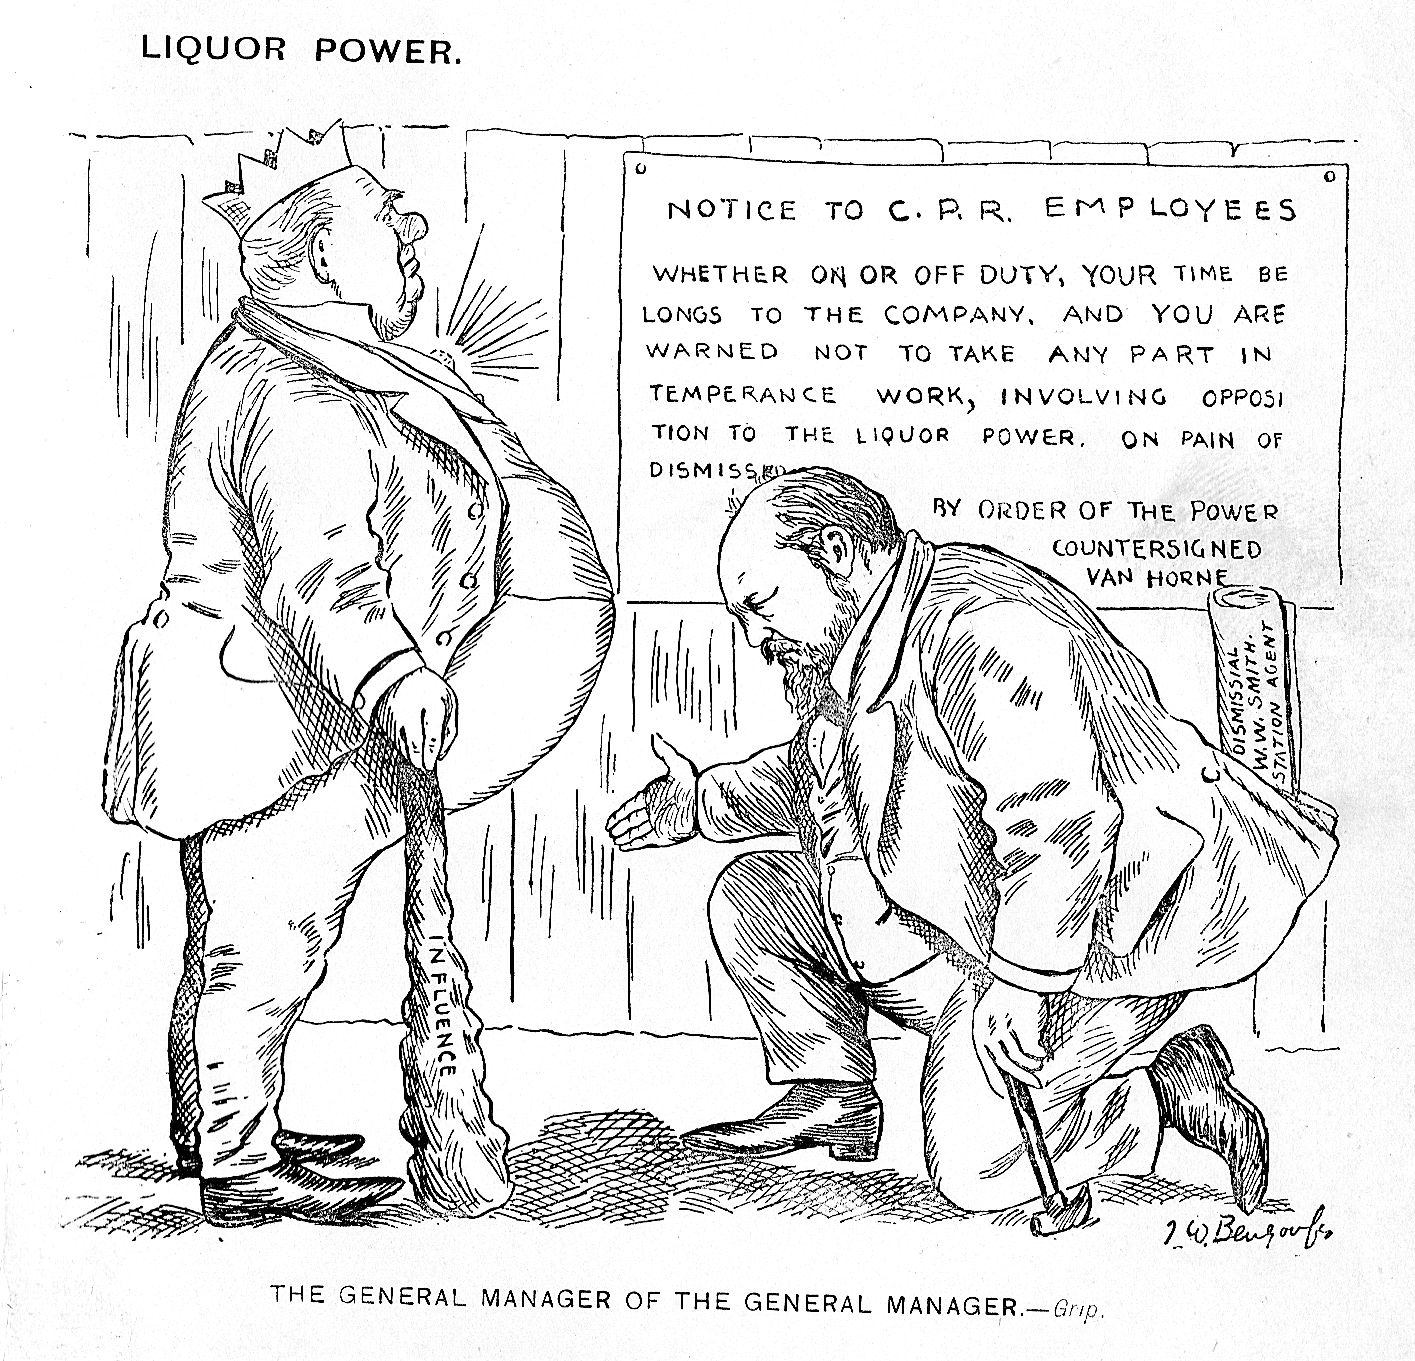 LIQUOR POWER.
NOTICE TO C. P. R. EMPLOYEES
WHETHER ON OR OFF DUTY, YOUR TIME BE
LONGS TO THE COMPANY, AND YOU ARE
WARNED NOT TO TAKE ANY PART IN
TEMPERANCE WORK, INVOLVING OPPOSI
TION TO THE LIQUOR POWER. ON PAIN OF
DISMISS
BY ORDER OF THE POWER
COUNTERSIGNED
VAN HORNE
DISMISSIAL
W.W. SMITH.
STATION AGENT
INFLUENCE
J. W. Bengough
THE GENERAL MANAGER OF THE GENERAL MANAGER.—Grip.